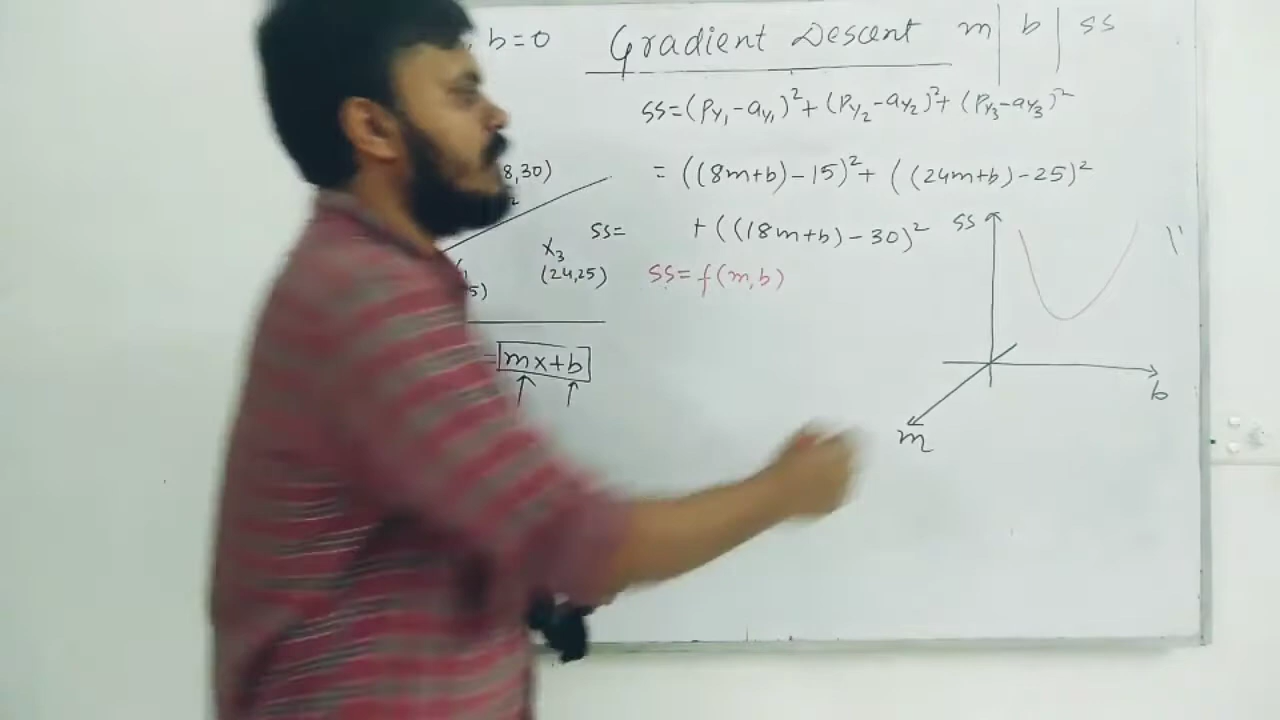 b=0
Gradient Descent
m | b | ss
ss=(Py₁-ay₁)²+(Py₂-ay₂)²+(Py₃-ay₃)²
=((8m+b)-15)²+((24m+b)-25)²
+((18m+b)-30)²
8,30)
ss=
x₃
(24,25)
5)
ss=f(m,b)
=mx+b
ss
b
m